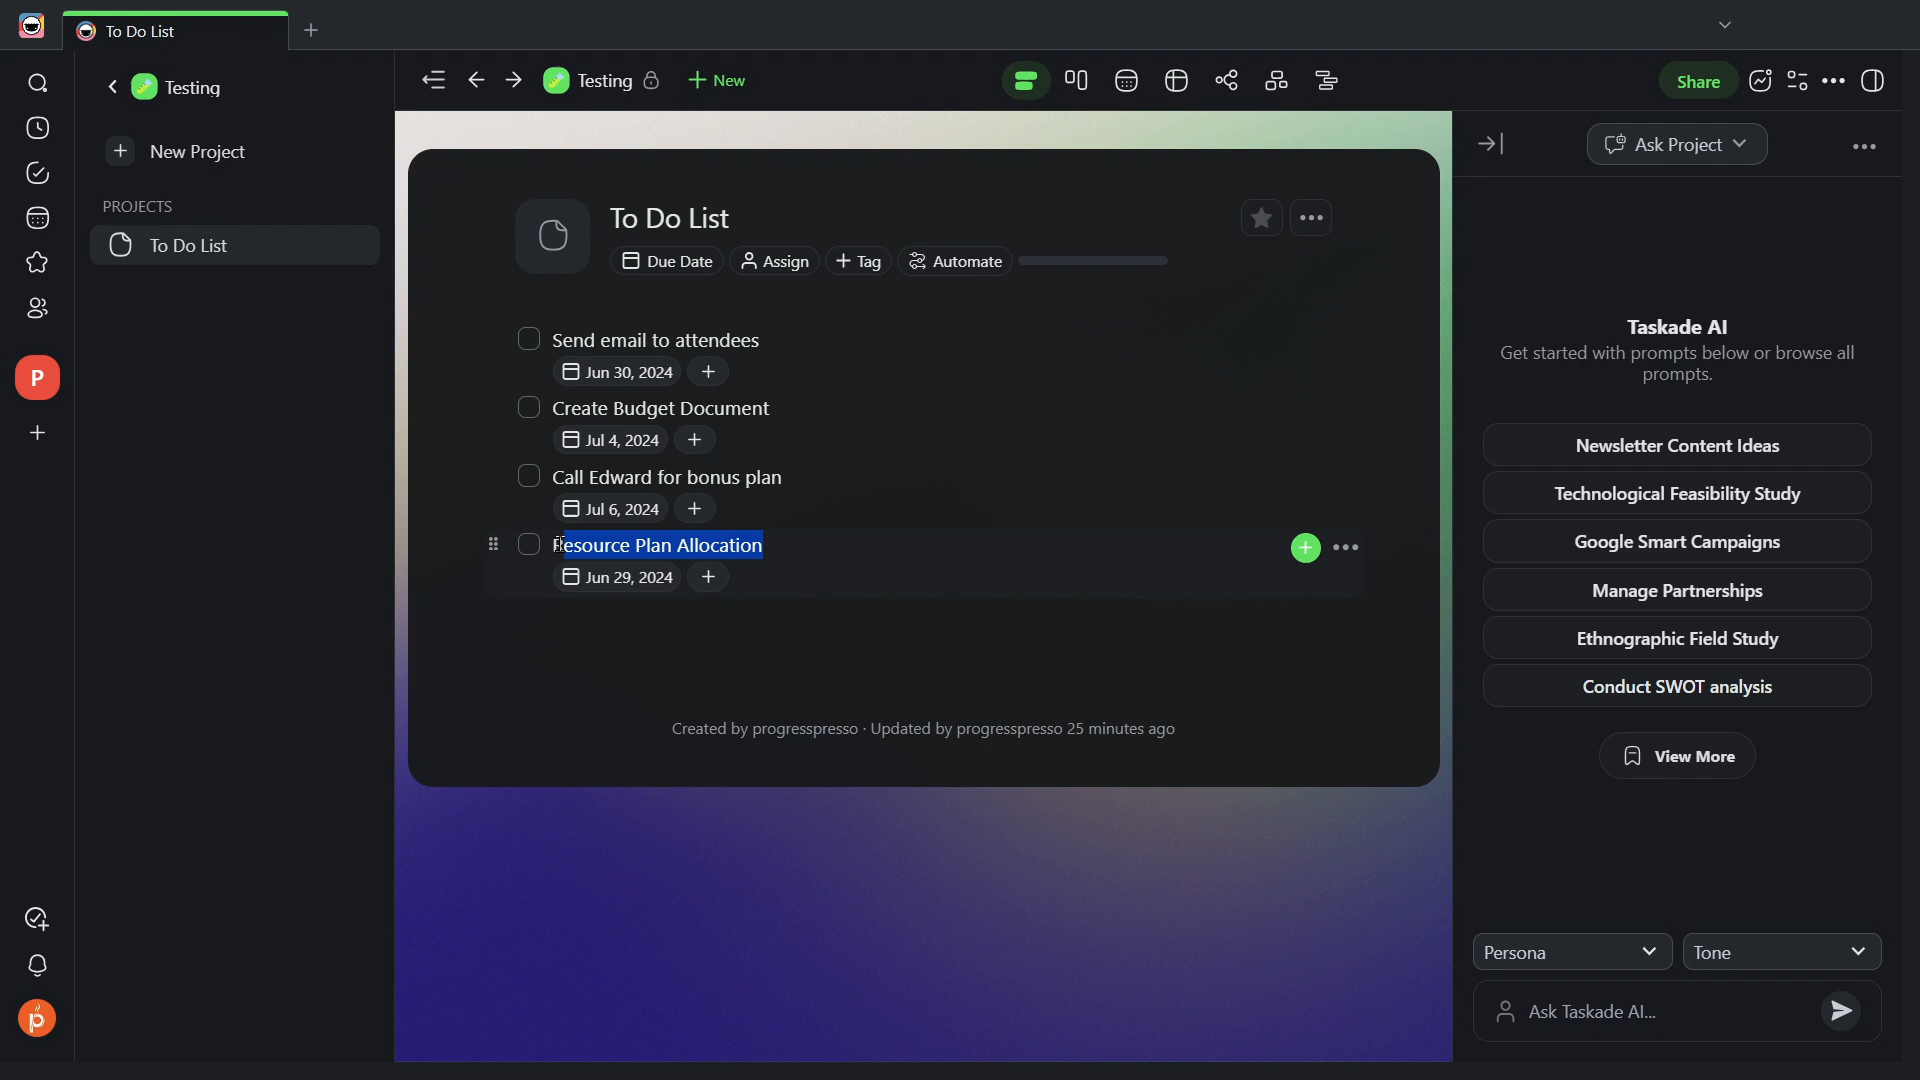 To Do List
Testing
New Project
PROJECTS
To Do List
P
Testing
New
Share
To Do List
Due Date
Assign
Tag
Automate
Send email to attendees
Jun 30, 2024
Create Budget Document
Jul 4, 2024
Call Edward for bonus plan
Jul 6, 2024
Resource Plan Allocation
Jun 29, 2024
Created by progresspresso · Updated by progresspresso 25 minutes ago
Ask Project
Taskade AI
Get started with prompts below or browse all
prompts.
Newsletter Content Ideas
Technological Feasibility Study
Google Smart Campaigns
Manage Partnerships
Ethnographic Field Study
Conduct SWOT analysis
View More
Persona
Tone
Ask Taskade AI...